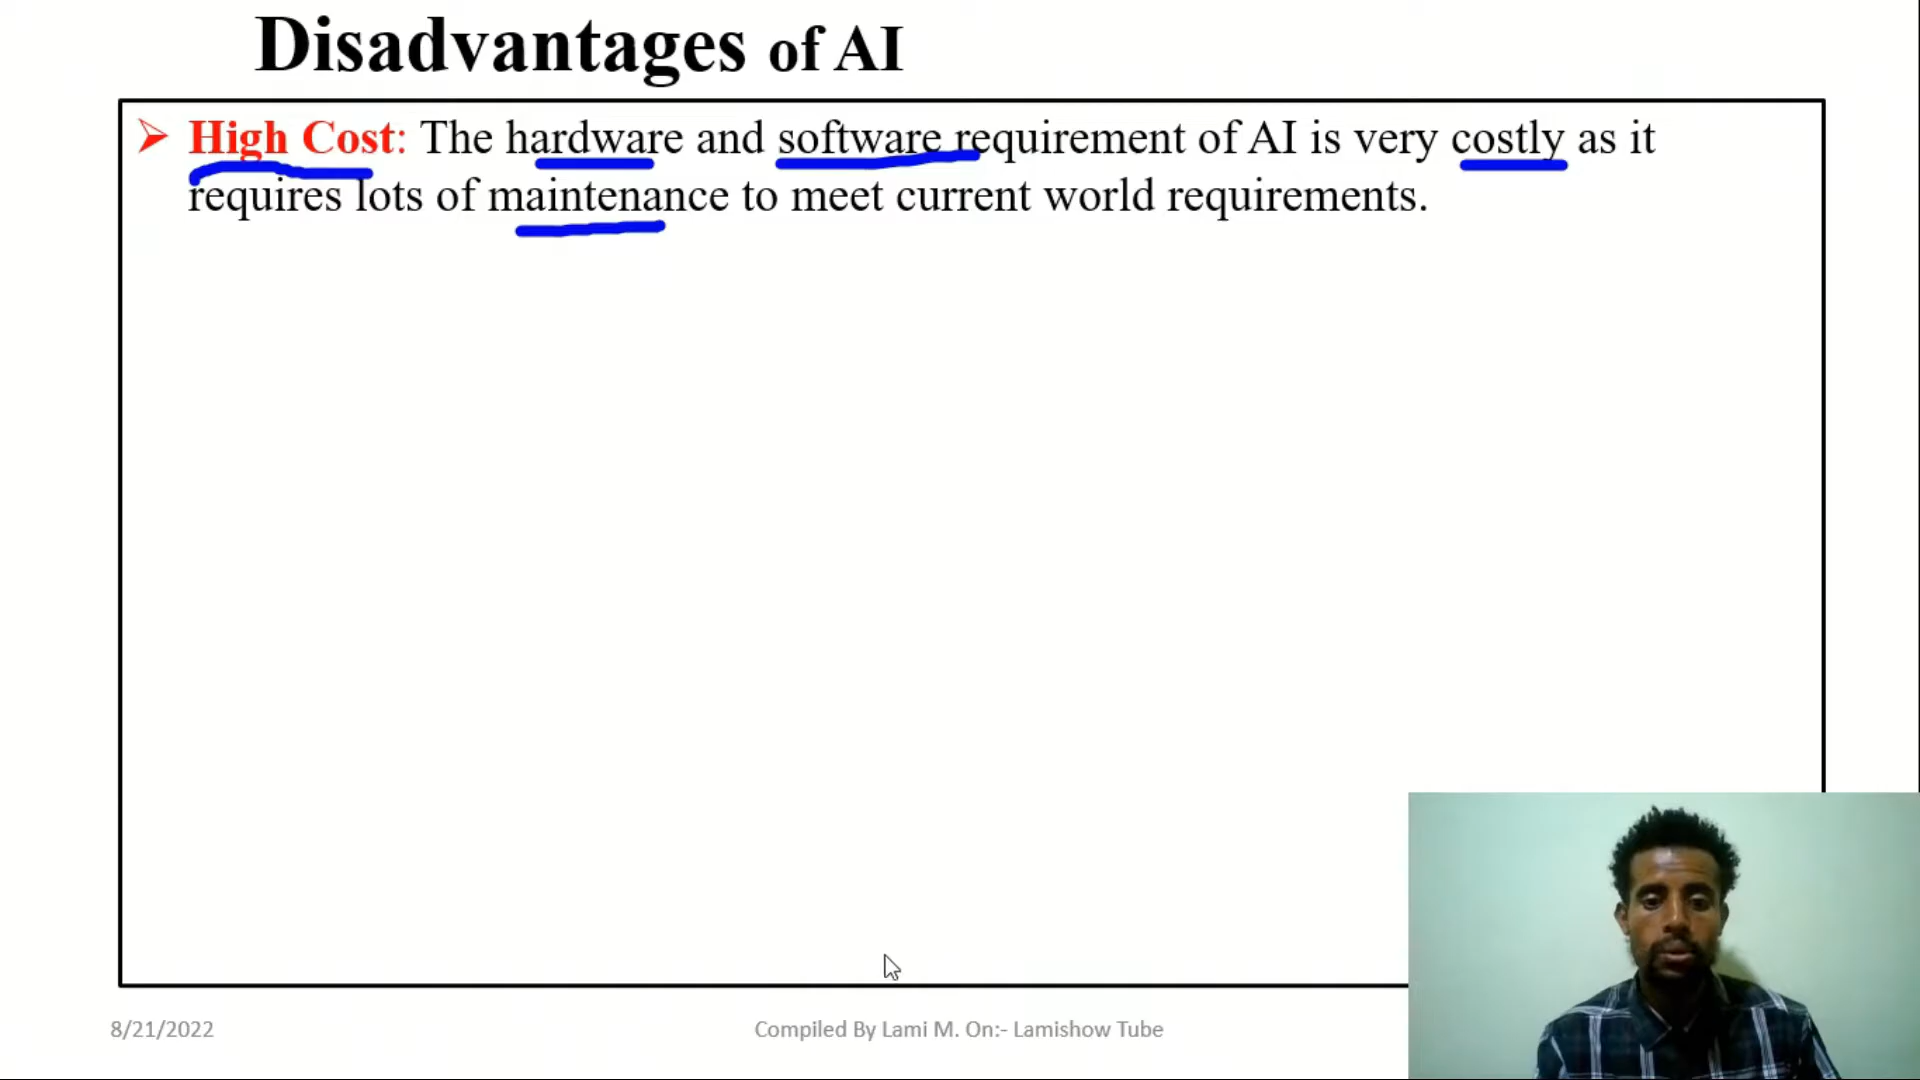 Disadvantages of AI
➢ High Cost: The hardware and software requirement of AI is very costly as it
requires lots of maintenance to meet current world requirements.
8/21/2022
Compiled By Lami M. On:- Lamishow Tube